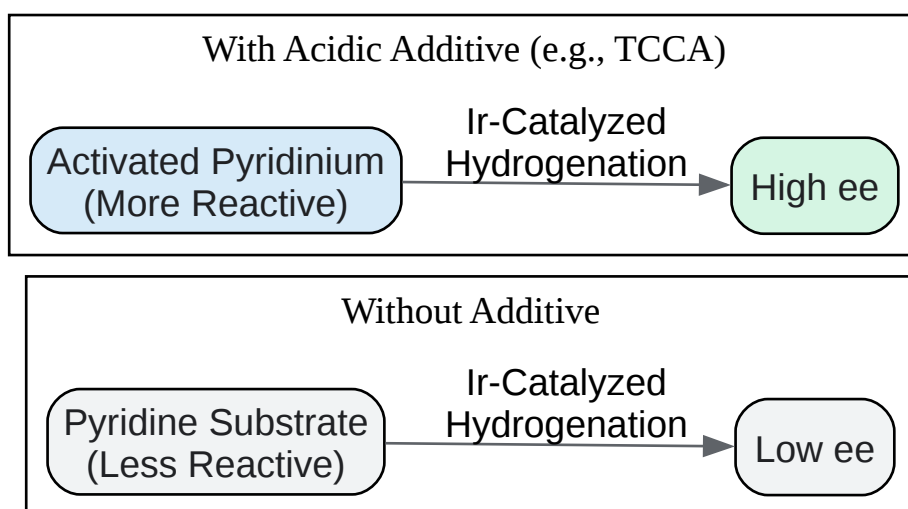 With Acidic Additive (e.g., TCCA)
Ir-Catalyzed
Hydrogenation
Activated Pyridinium
(More Reactive)
High ee
Without Additive
Ir-Catalyzed
Hydrogenation
Pyridine Substrate
(Less Reactive)
Low ee